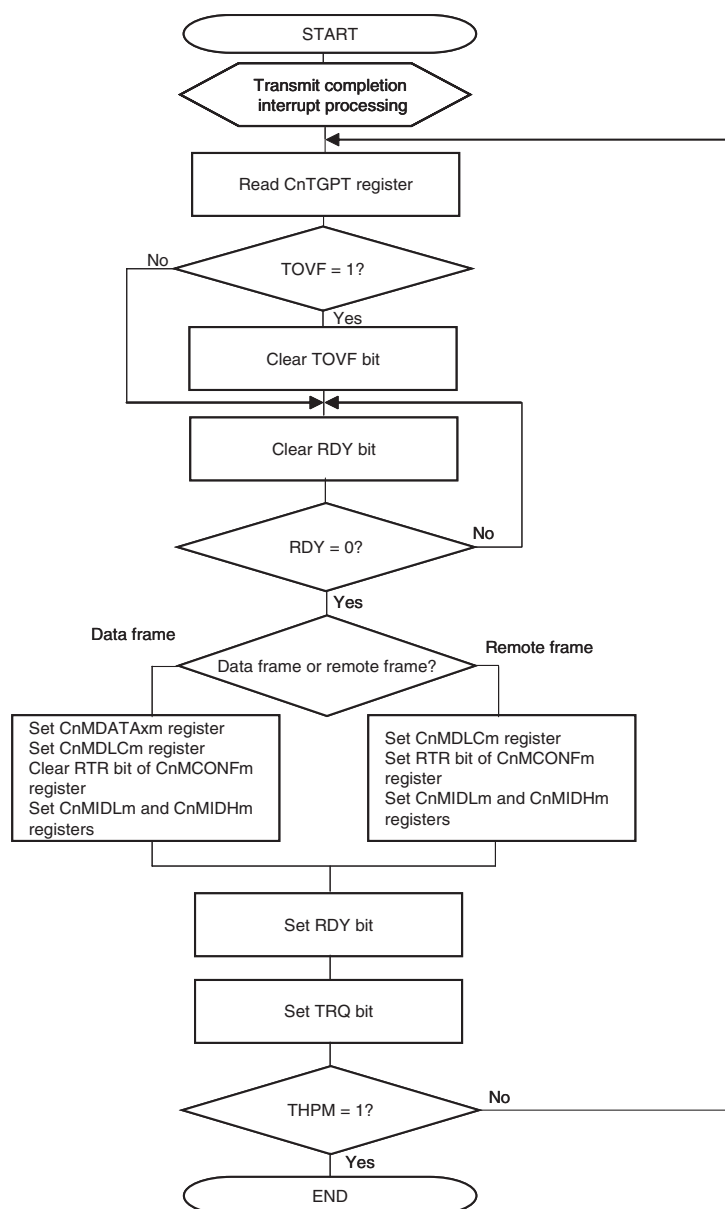 START
Transmit completion
interrupt processing
Read CnTGPT register
No
TOVF = 1?
Yes
Clear TOVF bit
Clear RDY bit
No
RDY = 0?
Yes
Data frame
Remote frame
Data frame or remote frame?
Set CnMDATAxm register
Set CnMDLCm register
Clear RTR bit of CnMCONFm
register
Set CnMIDLm and CnMIDHm
registers
Set CnMDLCm register
Set RTR bit of CnMCONFm
register
Set CnMIDLm and CnMIDHm
registers
Set RDY bit
Set TRQ bit
THPM = 1?
No
Yes
END